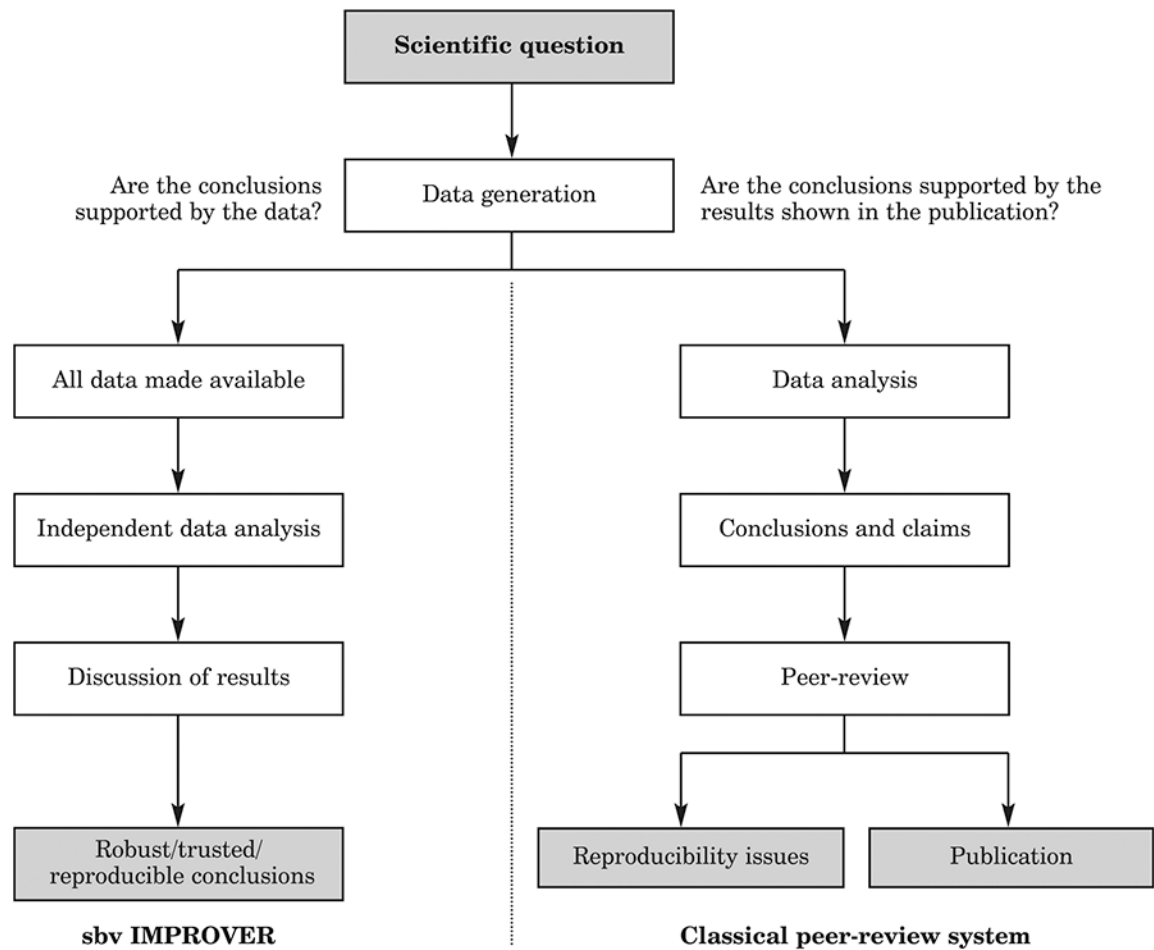 Scientific question
Data generation
Are the conclusions
supported by the data?
Are the conclusions supported by the
results shown in the publication?
All data made available
Independent data analysis
Discussion of results
Robust/trusted/
reproducible conclusions
sbv IMPROVER
Data analysis
Conclusions and claims
Peer-review
Reproducibility issues
Publication
Classical peer-review system